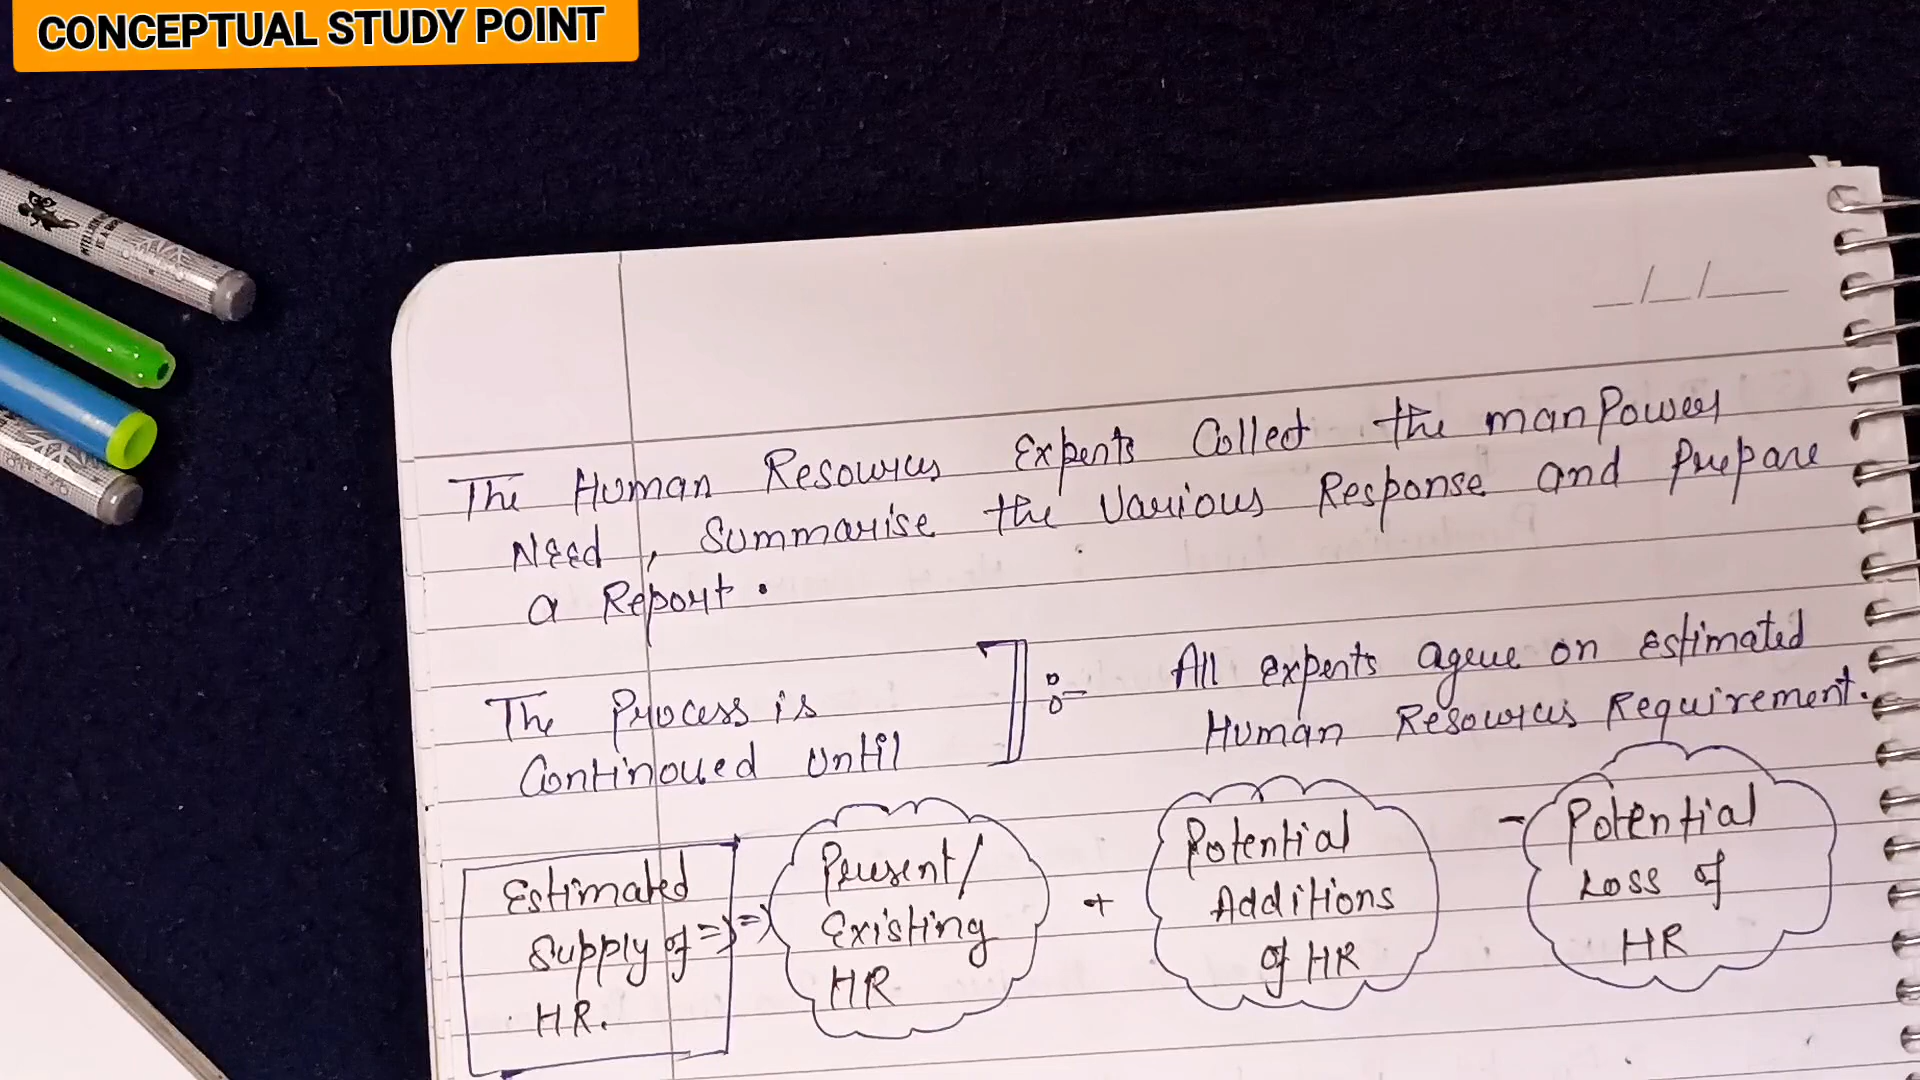 CONCEPTUAL STUDY POINT
_/_/__
The Human Resources Experts Collect the manPower
Need, Summarise the Various Response and Prepare
a Report.
The Process is
Continoued Until
:- All experts agree on estimated
Human Resources Requirement.
Estimated
Supply of => =>
HR.
Present/
Existing
HR
+
Potential
Additions
of HR
-
Potential
Loss of
HR